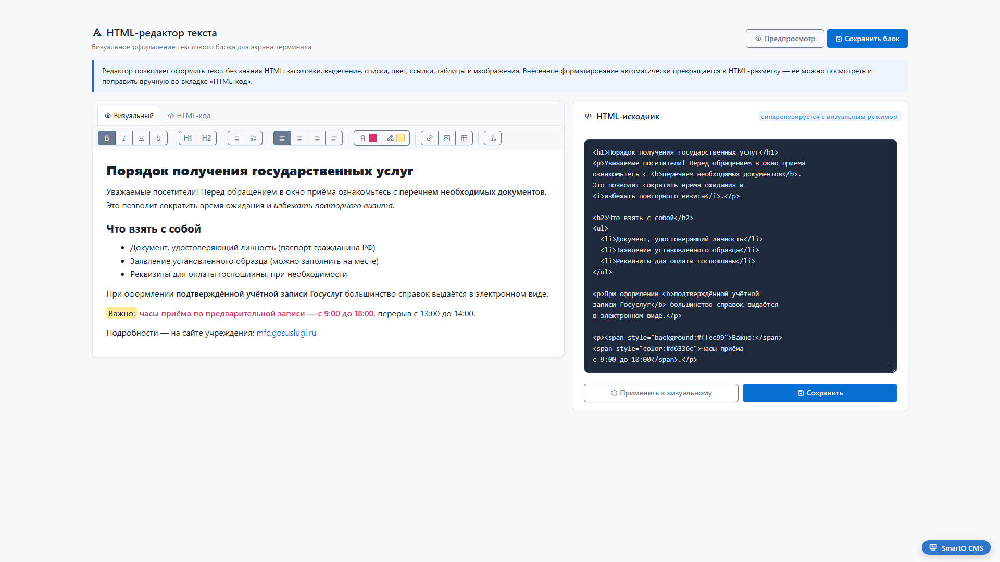 HTML-редактор текста
Визуальное оформление текстового блока для экрана терминала
Предпросмотр
Сохранить блок
Редактор позволяет оформить текст без знания HTML: заголовки, выделение, списки, цвет, ссылки, таблицы и изображения. Внесённое форматирование автоматически превращается в HTML-разметку — её можно посмотреть и
поправить вручную во вкладке «HTML-код».
Визуальный
HTML-код
B I U S H1 H2 A
Порядок получения государственных услуг
Уважаемые посетители! Перед обращением в окно приёма ознакомьтесь с перечнем необходимых документов.
Это позволит сократить время ожидания и избежать повторного визита.
Что взять с собой
Документ, удостоверяющий личность (паспорт гражданина РФ)
Заявление установленного образца (можно заполнить на месте)
Реквизиты для оплаты госпошлины, при необходимости
При оформлении подтверждённой учётной записи Госуслуг большинство справок выдаётся в электронном виде.
Важно: часы приёма по предварительной записи — с 9:00 до 18:00, перерыв с 13:00 до 14:00.
Подробности — на сайте учреждения: mfc.gosuslugi.ru
HTML-исходник
синхронизируется с визуальным режимом
<h1>Порядок получения государственных услуг</h1>
<p>Уважаемые посетители! Перед обращением в окно приёма
ознакомьтесь с <b>перечнем необходимых документов</b>.
Это позволит сократить время ожидания и
<i>избежать повторного визита</i>.</p>
<h2>Что взять с собой</h2>
<ul>
<li>Документ, удостоверяющий личность</li>
<li>Заявление установленного образца</li>
<li>Реквизиты для оплаты госпошлины</li>
</ul>
<p>При оформлении <b>подтверждённой учётной
записи Госуслуг</b> большинство справок выдаётся
в электронном виде.</p>
<p><span style="background:#ffec99">Важно:</span>
<span style="color:#d6336c">часы приёма
с 9:00 до 18:00</span>.</p>
Применить к визуальному
Сохранить
SmartQ CMS